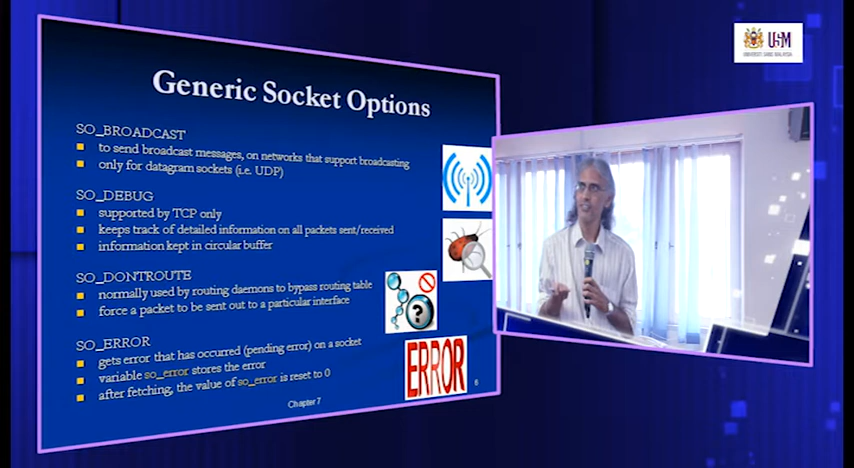 Generic Socket Options
SO_BROADCAST
to send broadcast messages, on networks that support broadcasting
only for datagram sockets (i.e. UDP)
SO_DEBUG
supported by TCP only
keeps track of detailed information on all packets sent/received
information kept in circular buffer
SO_DONTROUTE
normally used by routing daemons to bypass routing table
force a packet to be sent out to a particular interface
?
SO_ERROR
gets error that has occurred (pending error) on a socket
variable so_error stores the error
after fetching, the value of so_error is reset to 0
ERROR
Chapter 7
6
USM
UNIVERSITI SAINS MALAYSIA